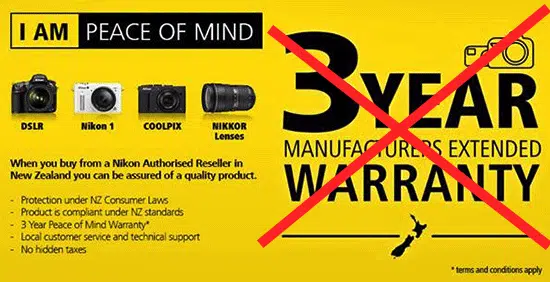 I AM PEACE OF MIND
DSLR
Nikon 1
COOLPIX
NIKKOR
Lenses
When you buy from a Nikon Authorised Reseller in
New Zealand you can be assured of a quality product.
- Protection under NZ Consumer Laws
- Product is compliant under NZ standards
- 3 Year Peace of Mind Warranty*
- Local customer service and technical support
- No hidden taxes
3 YEAR
MANUFACTURERS EXTENDED
WARRANTY
* terms and conditions apply